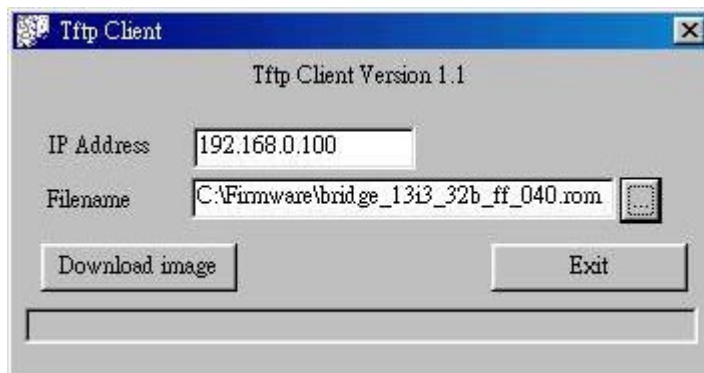 Tftp Client
Tftp Client Version 1.1
IP Address 192.168.0.100
Filename C:\Firmware\bridge_13i3_32b_ff_040.rom ...
Download image Exit